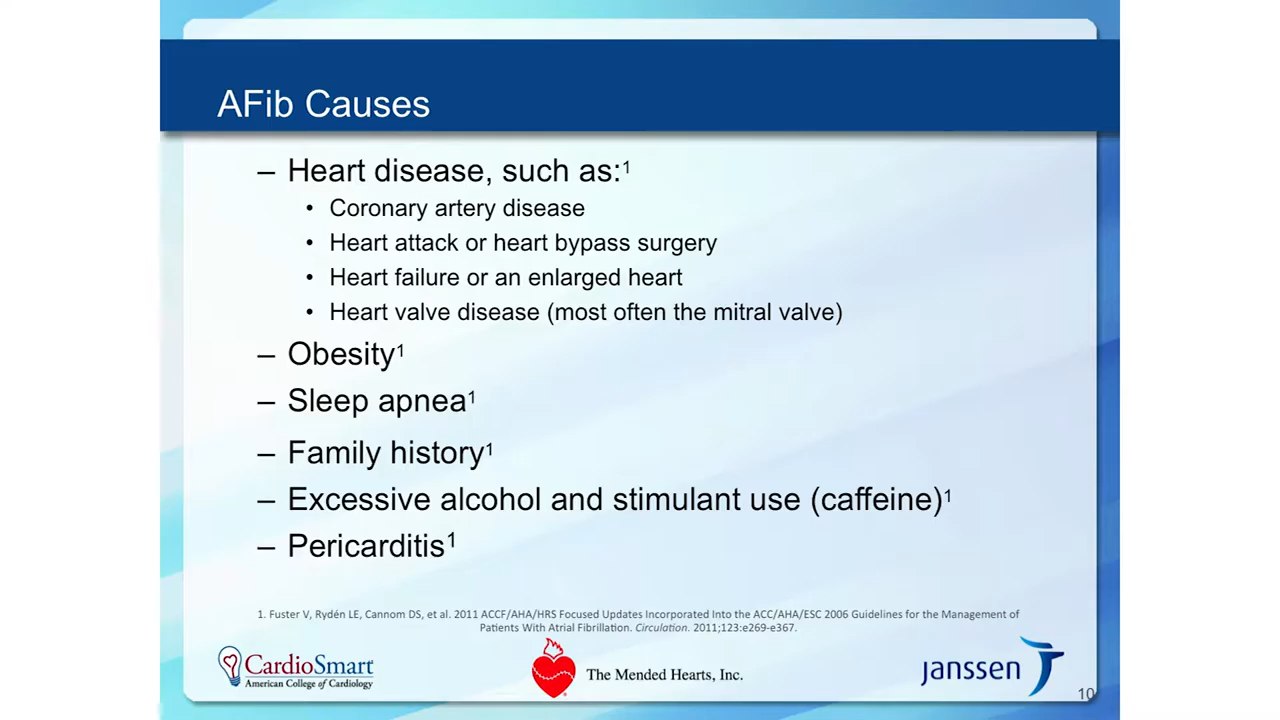 AFib Causes
– Heart disease, such as:1
• Coronary artery disease
• Heart attack or heart bypass surgery
• Heart failure or an enlarged heart
• Heart valve disease (most often the mitral valve)
– Obesity1
– Sleep apnea1
– Family history1
– Excessive alcohol and stimulant use (caffeine)1
– Pericarditis1
1. Fuster V, Rydén LE, Cannom DS, et al. 2011 ACCF/AHA/HRS Focused Updates Incorporated Into the ACC/AHA/ESC 2006 Guidelines for the Management of
Patients With Atrial Fibrillation. Circulation. 2011;123:e269-e367.
CardioSmart
American College of Cardiology
The Mended Hearts, Inc.
janssen
10